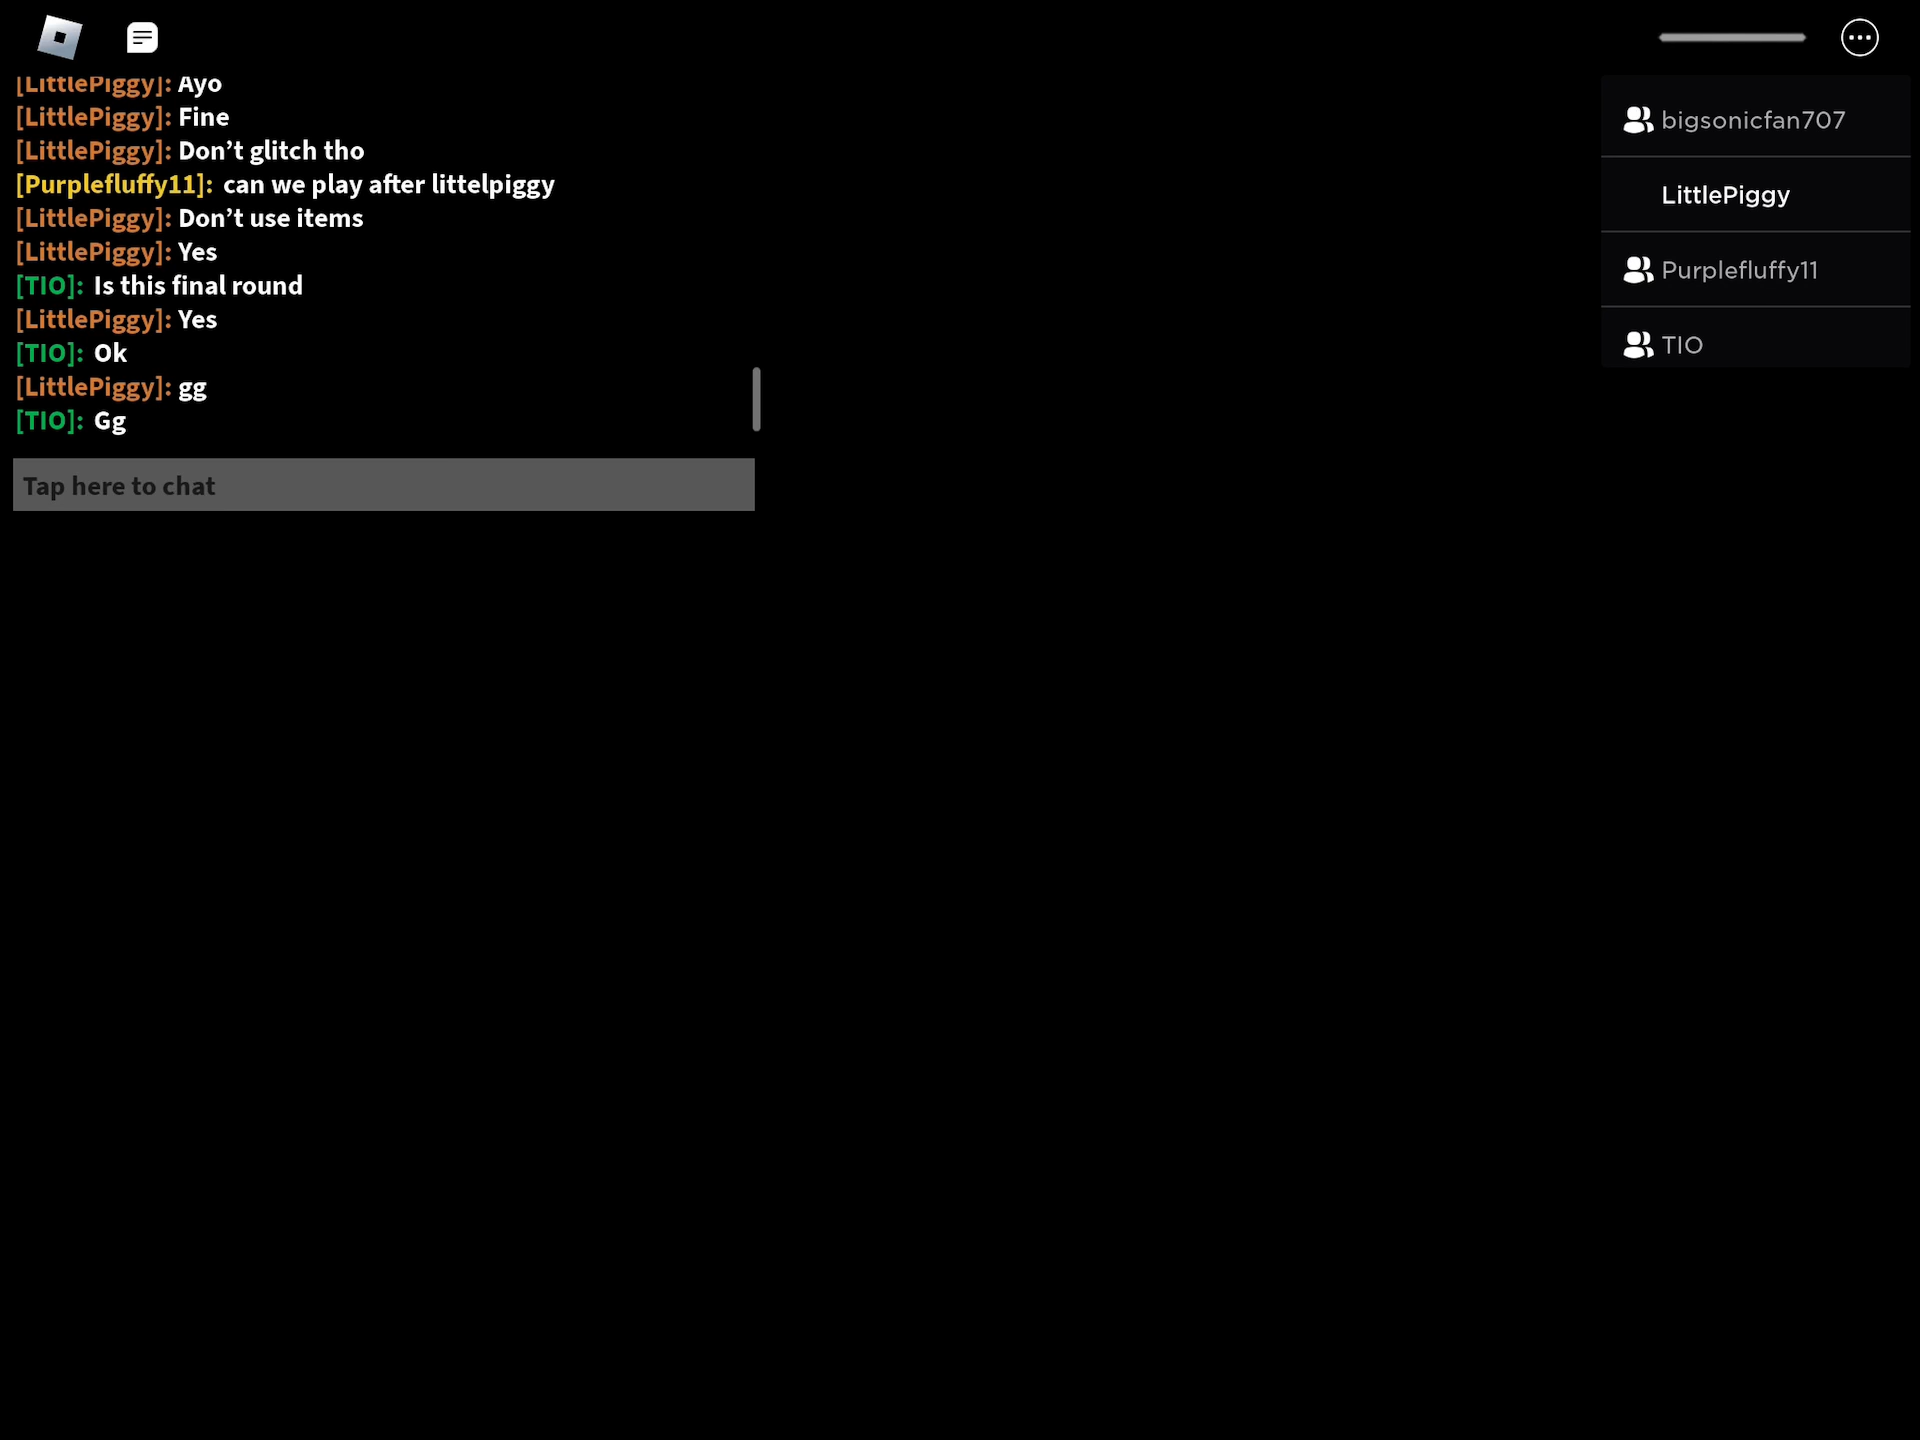 [LittlePiggy]: Ayo
[LittlePiggy]: Fine
[LittlePiggy]: Don’t glitch tho
[Purplefluffy11]: can we play after littelpiggy
[LittlePiggy]: Don’t use items
[LittlePiggy]: Yes
[TIO]: Is this final round
[LittlePiggy]: Yes
[TIO]: Ok
[LittlePiggy]: gg
[TIO]: Gg
Tap here to chat
bigsonicfan707
LittlePiggy
Purplefluffy11
TIO